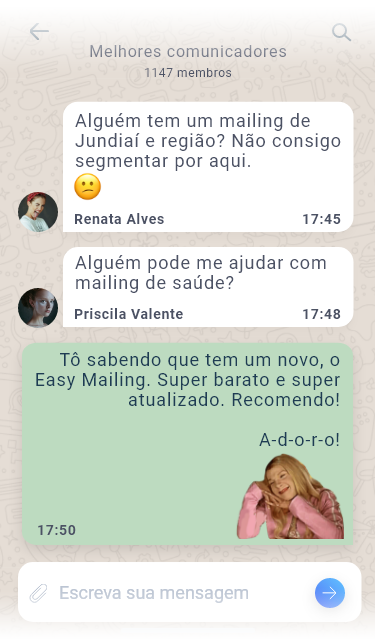 Melhores comunicadores
1147 membros
Alguém tem um mailing de
Jundiaí e região? Não consigo
segmentar por aqui.
Renata Alves 17:45
Alguém pode me ajudar com
mailing de saúde?
Priscila Valente 17:48
Tô sabendo que tem um novo, o
Easy Mailing. Super barato e super
atualizado. Recomendo!
A-d-o-r-o!
17:50
Escreva sua mensagem